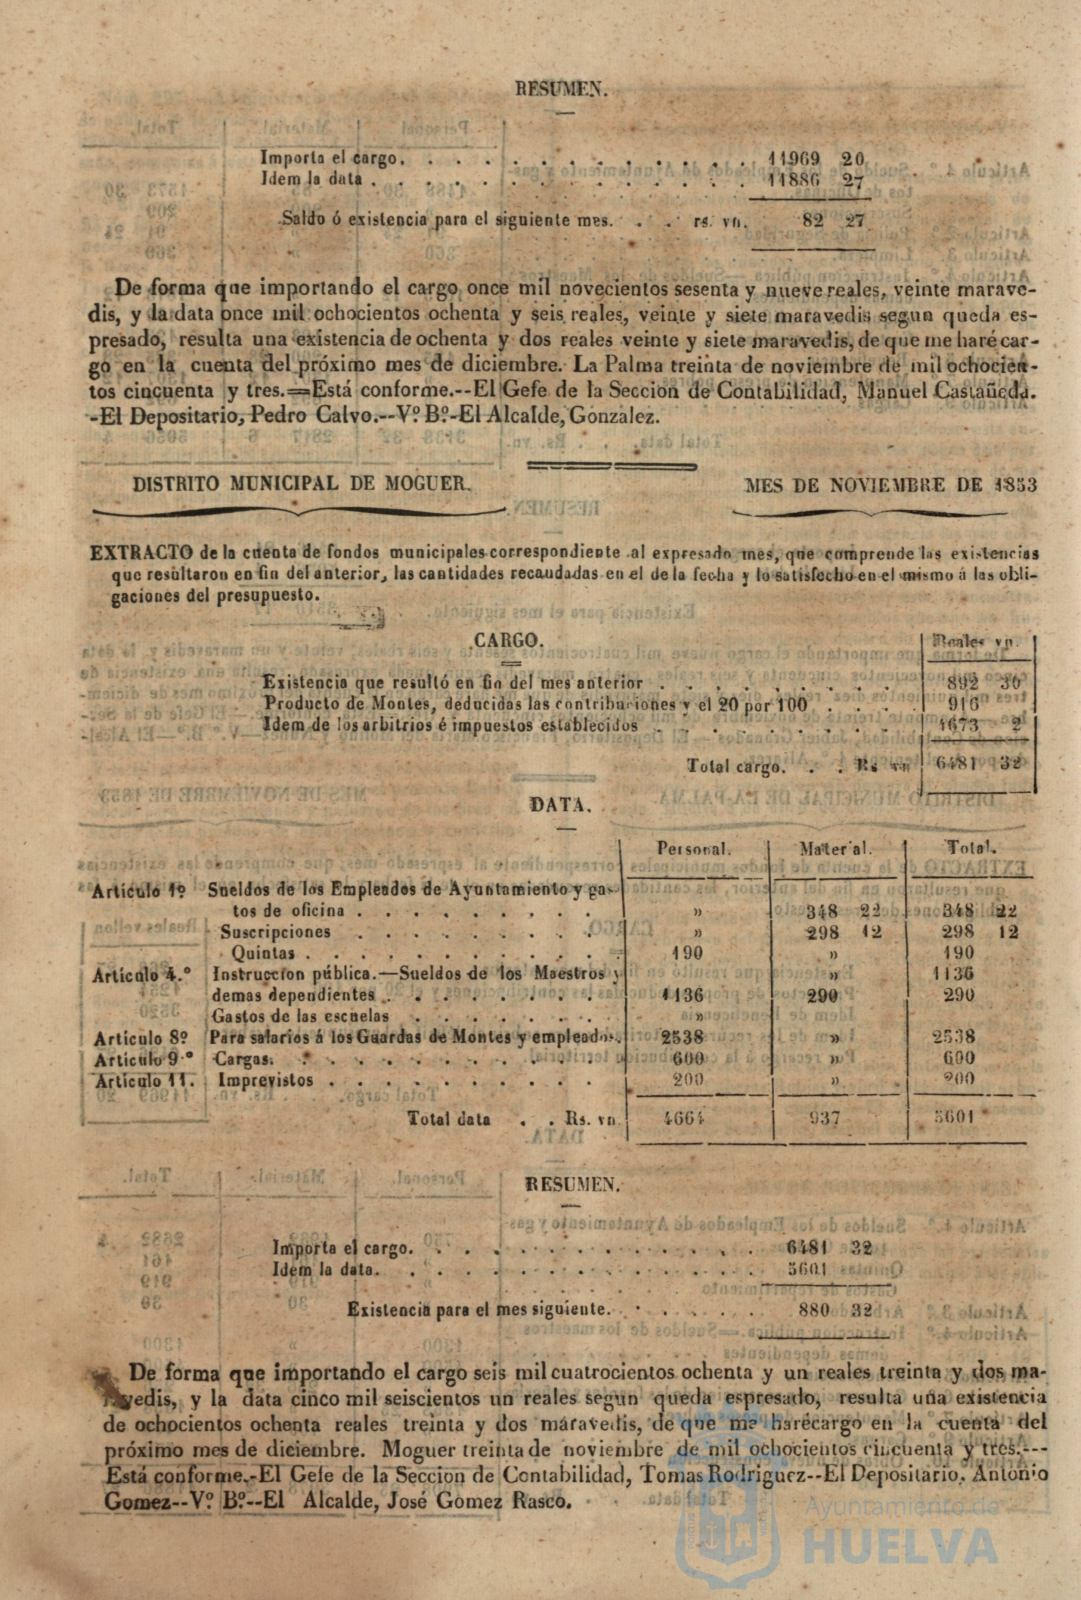 RESUMEN.
Importa el cargo. . . . . . . . . . . . . 11969 20
Idem la data . . . . . . . . . . . . . . 11886 27
Saldo ó existencia para el siguiente mes. . . rs. vn. 82 27
De forma que importando el cargo once mil novecientos sesenta y nueve reales, veinte marave-
dis, y la data once mil ochocientos ochenta y seis reales, veinte y siete maravedis segun queda es-
presado, resulta una existencia de ochenta y dos reales veinte y siete maravedis, de que me haré car-
go en la cuenta del próximo mes de diciembre. La Palma treinta de noviembre de mil ochocien-
tos cincuenta y tres.=Está conforme.--El Gefe de la Seccion de Contabilidad, Manuel Castañeda.
-El Depositario, Pedro Calvo.--Vº Bº-El Alcalde, Gonzalez.
DISTRITO MUNICIPAL DE MOGUER. MES DE NOVIEMBRE DE 1853
EXTRACTO de la cuenta de fondos municipales correspondiente al expresado mes, que comprende las existencias
que resultaron en fin del anterior, las cantidades recaudadas en el de la fecha y lo satisfecho en el mismo á las obli-
gaciones del presupuesto.
CARGO. Reales vn.
Existencia que resultó en fin del mes anterior . . . . . . . . . 892 30
Producto de Montes, deducidas las contribuciones y el 20 por 100 . . . . 916
Idem de los arbitrios é impuestos establecidos . . . . . . . . . 4673 2
Total cargo. . . Rs vn 6481 32
DATA.
Personal. Material. Total.
Artículo 1º Sueldos de los Empleados de Ayuntamiento y gas-
tos de oficina . . . . . . . . . » 348 22 348 22
Suscripciones . . . . . . . . . » 298 12 298 12
Quintas . . . . . . . . . . 190 » 190
Artículo 4.º Instruccion pública.—Sueldos de los Maestros y » 1136
demas dependientes . . . . . . . . 1136 290 290
Gastos de las escuelas . . . . . . . »
Artículo 8º Para salarios á los Guardas de Montes y empleados. 2538 » 2538
Artículo 9º Cargas. . . . . . . . . . . 600 » 600
Artículo 11. Imprevistos . . . . . . . . . 200 » 200
Total data . . Rs. vn. 4664 937 5601
RESUMEN.
Importa el cargo. . . . . . . . . . . . . 6481 32
Idem la data. . . . . . . . . . . . . . 5601
Existencia para el mes siguiente. . . . . . 880 32
De forma que importando el cargo seis mil cuatrocientos ochenta y un reales treinta y dos ma-
ravedis, y la data cinco mil seiscientos un reales segun queda espresado, resulta una existencia
de ochocientos ochenta reales treinta y dos maravedis, de que me harécargo en la cuenta del
próximo mes de diciembre. Moguer treinta de noviembre de mil ochocientos cincuenta y tres.---
Está conforme.-El Gefe de la Seccion de Contabilidad, Tomas Rodriguez--El Depositario. Antonio
Gomez--Vº Bº--El Alcalde, José Gomez Rasco.
Ayuntamiento de
HUELVA